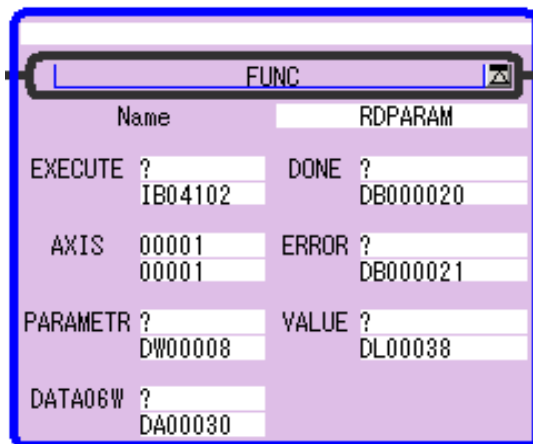 FUNC
Name RDPARAM
EXECUTE ? DONE ?
IB04102 DB000020
AXIS 00001 ERROR ?
00001 DB000021
PARAMETR ? VALUE ?
DW00008 DL00038
DATA06W ?
DA00030